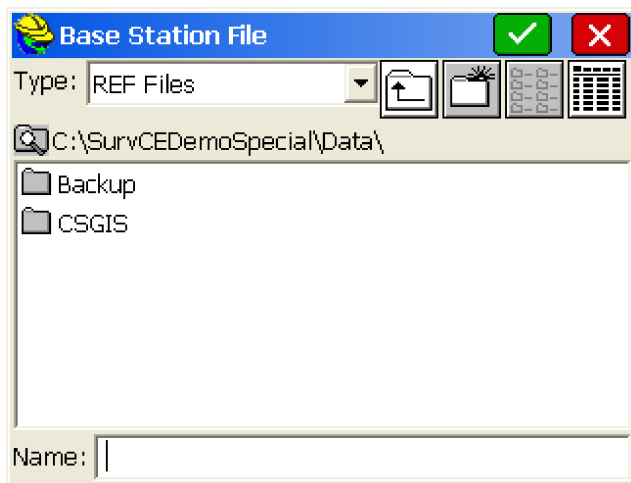 Base Station File
Type: REF Files
C:\SurvCEDemoSpecial\Data\
Backup
CSGIS
Name: